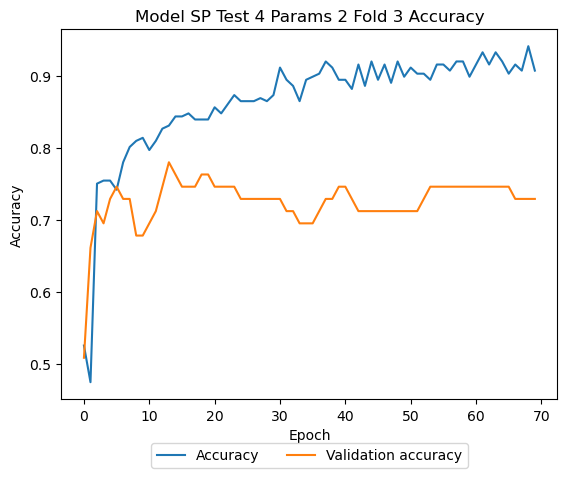 Model SP Test 4 Params 2 Fold 3 Accuracy
Accuracy
0.9
0.8
0.7
0.6
0.5
0 10 20 30 40 50 60 70
Epoch
Accuracy Validation accuracy